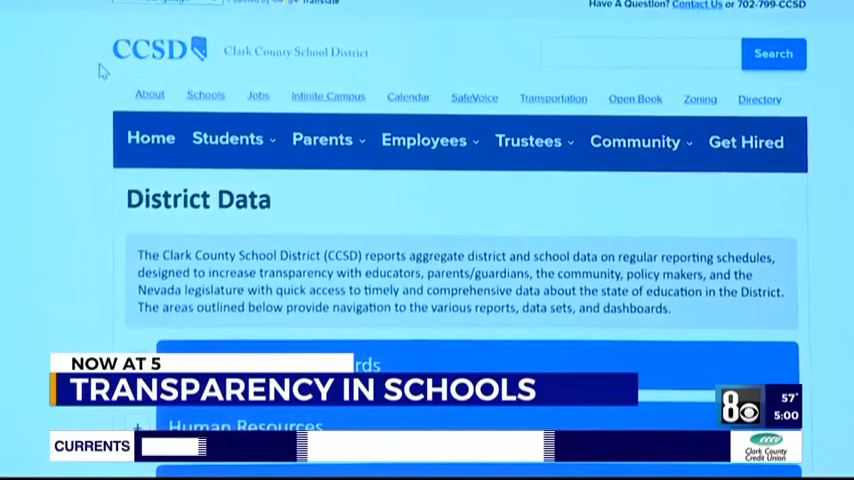 Have A Question? Contact Us or 702-799-CCSD
CCSD Clark County School District
Search
About Schools Jobs Infinite Campus Calendar SafeVoice Transportation Open Book Zoning Directory
Home Students Parents Employees Trustees Community Get Hired
District Data
The Clark County School District (CCSD) reports aggregate district and school data on regular reporting schedules,
designed to increase transparency with educators, parents/guardians, the community, policy makers, and the
Nevada legislature with quick access to timely and comprehensive data about the state of education in the District.
The areas outlined below provide navigation to the various reports, data sets, and dashboards.
NOW AT 5
TRANSPARENCY IN SCHOOLS
Human Resources
8
57°
5:00
CURRENTS
Clark County
Credit Union